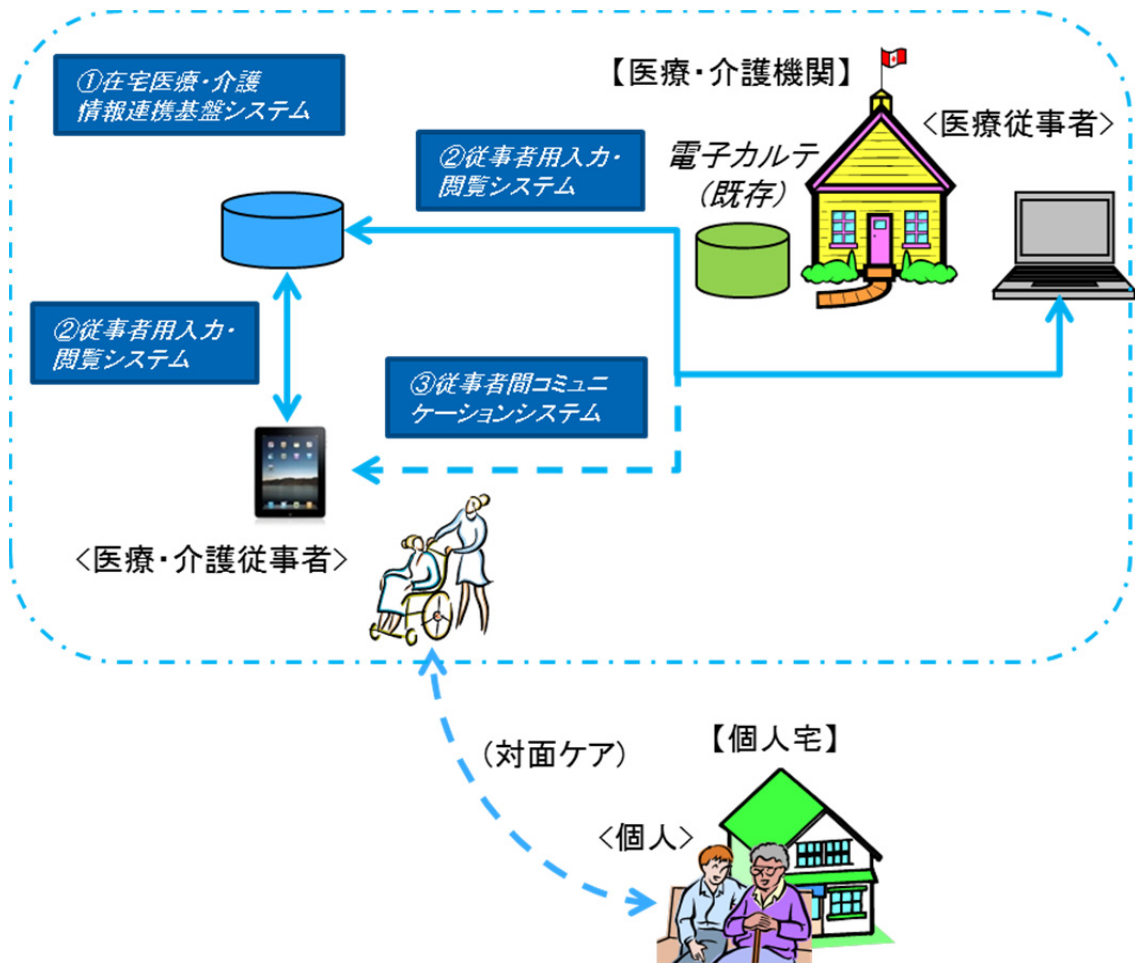 ①在宅医療・介護
情報連携基盤システム
【医療・介護機関】
<医療従事者>
②従事者用入力・
閲覧システム
電子カルテ
(既存)
②従事者用入力・
閲覧システム
③従事者間コミュニ
ケーションシステム
<医療・介護従事者>
(対面ケア)
【個人宅】
<個人>